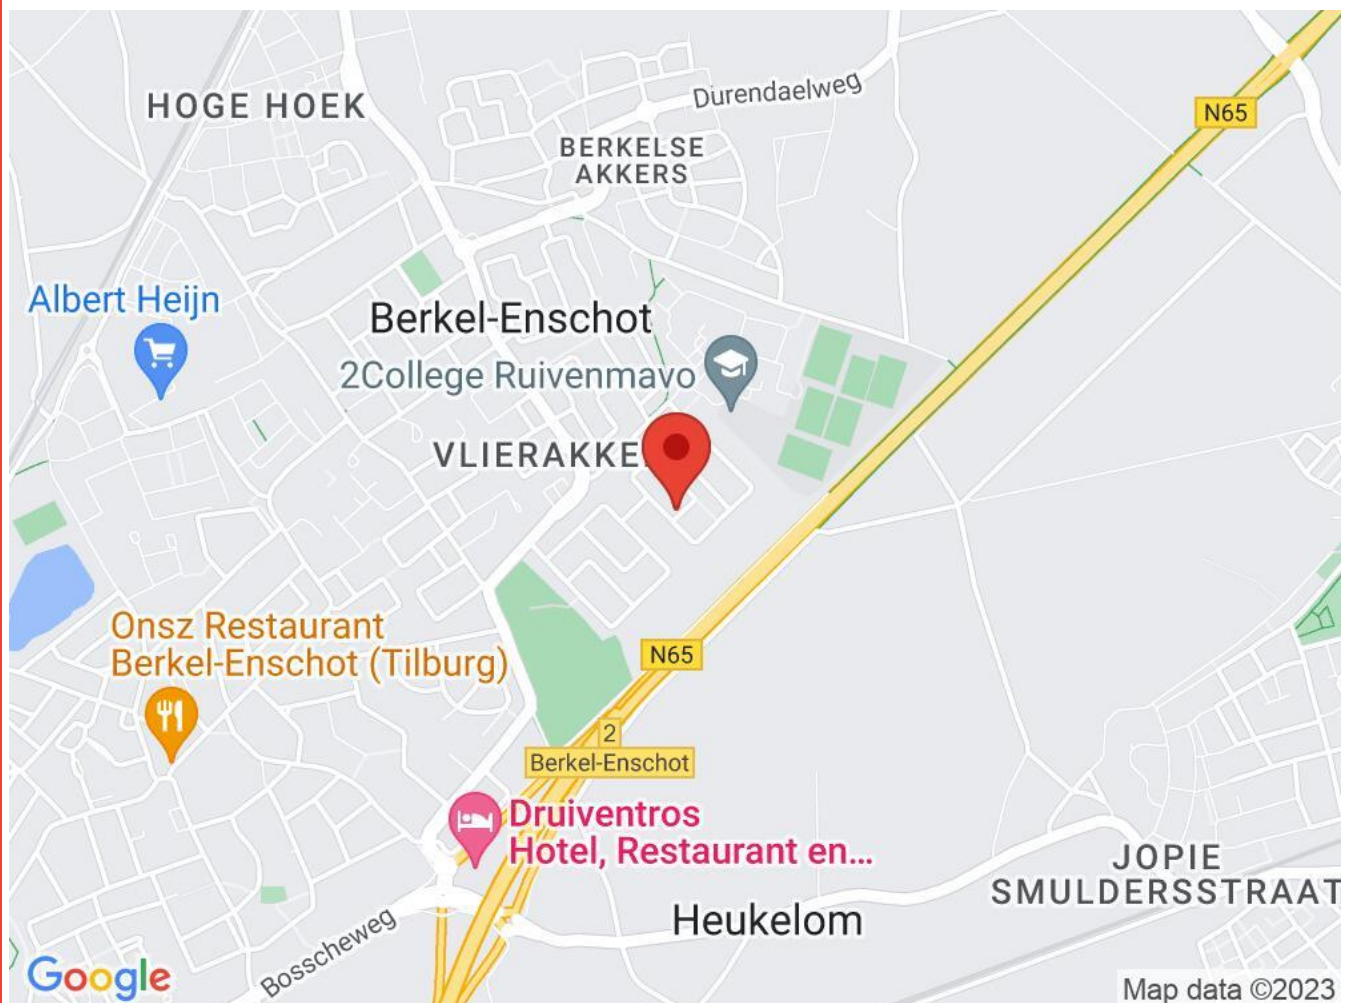 HOGE HOEK
Durendaelweg
N65
BERKELSE
AKKERS
Albert Heijn
Berkel-Enschot
2College Ruivenmavo
VLIERAKKE
Onsz Restaurant
Berkel-Enschot (Tilburg)
N65
2
Berkel-Enschot
Druiventros
Hotel, Restaurant en...
JOPIE
SMULDERSSTRAAT
Heukelom
Bosscheweg
Google
Map data ©2023